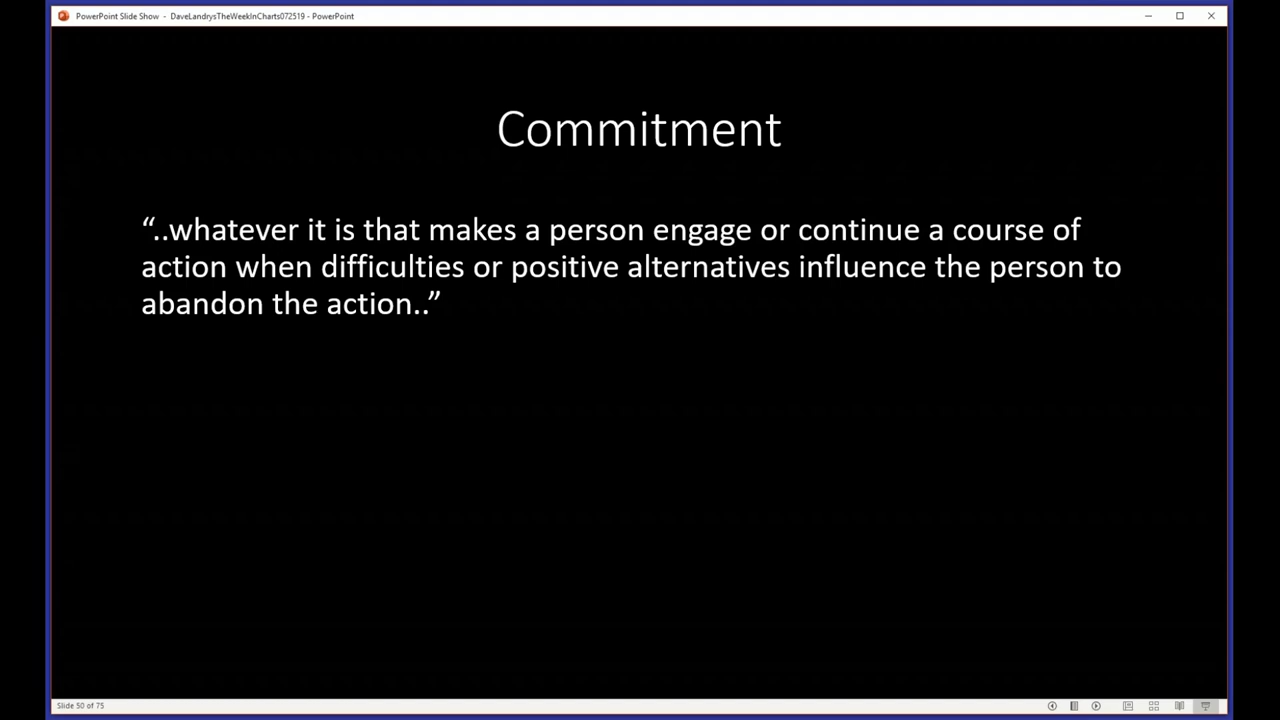 PowerPoint Slide Show - DaveLandrysTheWeekInCharts072519 - PowerPoint
Commitment
“..whatever it is that makes a person engage or continue a course of
action when difficulties or positive alternatives influence the person to
abandon the action..”
Slide 50 of 75